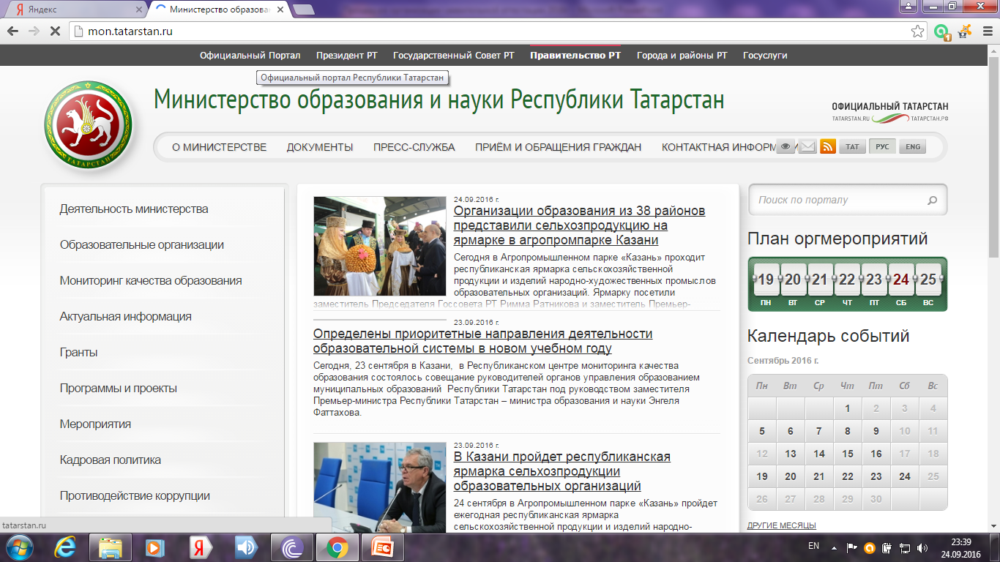 Яндекс
Министерство образова
mon.tatarstan.ru
Официальный Портал Президент РТ Государственный Совет РТ Правительство РТ Города и районы РТ Госуслуги
Официальный портал Республики Татарстан
Министерство образования и науки Республики Татарстан
ОФИЦИАЛЬНЫЙ ТАТАРСТАН
TATARSTAN.RU ТАТАРСТАН.РФ
ТАТАРСТАН
О МИНИСТЕРСТВЕ ДОКУМЕНТЫ ПРЕСС-СЛУЖБА ПРИЁМ И ОБРАЩЕНИЯ ГРАЖДАН КОНТАКТНАЯ ИНФОРМ И
ТАТ РУС ENG
Деятельность министерства
Образовательные организации
Мониторинг качества образования
Актуальная информация
Гранты
Программы и проекты
Мероприятия
Кадровая политика
Противодействие коррупции
24.09.2016 г.
Организации образования из 38 районов
представили сельхозпродукцию на
ярмарке в агропромпарке Казани
Сегодня в Агропромышленном парке «Казань» проходит
республиканская ярмарка сельскохозяйственной
продукции и изделий народно-художественных промыслов
образовательных организаций. Ярмарку посетили
заместитель Председателя Госсовета РТ Римма Ратникова и заместитель Премьер-
23.09.2016 г.
Определены приоритетные направления деятельности
образовательной системы в новом учебном году
Сегодня, 23 сентября в Казани, в Республиканском центре мониторинга качества
образования состоялось совещание руководителей органов управления образованием
муниципальных образований Республики Татарстан под руководством заместителя
Премьер-министра Республики Татарстан – министра образования и науки Энгеля
Фаттахова.
23.09.2016 г.
В Казани пройдет республиканская
ярмарка сельхозпродукции
образовательных организаций
24 сентября в Агропромышленном парке «Казань» пройдет
ежегодная республиканская ярмарка
сельскохозяйственной продукции и изделий народно-
Поиск по порталу
План оргмероприятий
19 20 21 22 23 24 25
ПН ВТ СР ЧТ ПТ СБ ВС
Календарь событий
Сентябрь 2016 г.
Пн Вт Ср Чт Пт Сб Вс
1 2 3 4
5 6 7 8 9 10 11
12 13 14 15 16 17 18
19 20 21 22 23 24 25
26 27 28 29 30
ДРУГИЕ МЕСЯЦЫ
tatarstan.ru
EN
23:39
24.09.2016